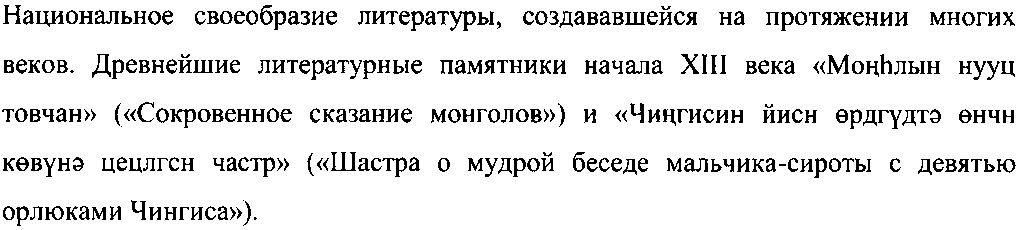 Национальное своеобразие литературы, создававшейся на протяжении многих
веков. Древнейшие литературные памятники начала XIII века «Моңһлын нууц
товчан» («Сокровенное сказание монголов») и «Чиңгисин йисн өрдгүдтә өнчн
көвүнә цецлгсн частр» («Шастра о мудрой беседе мальчика-сироты с девятью
орлюками Чингиса»).